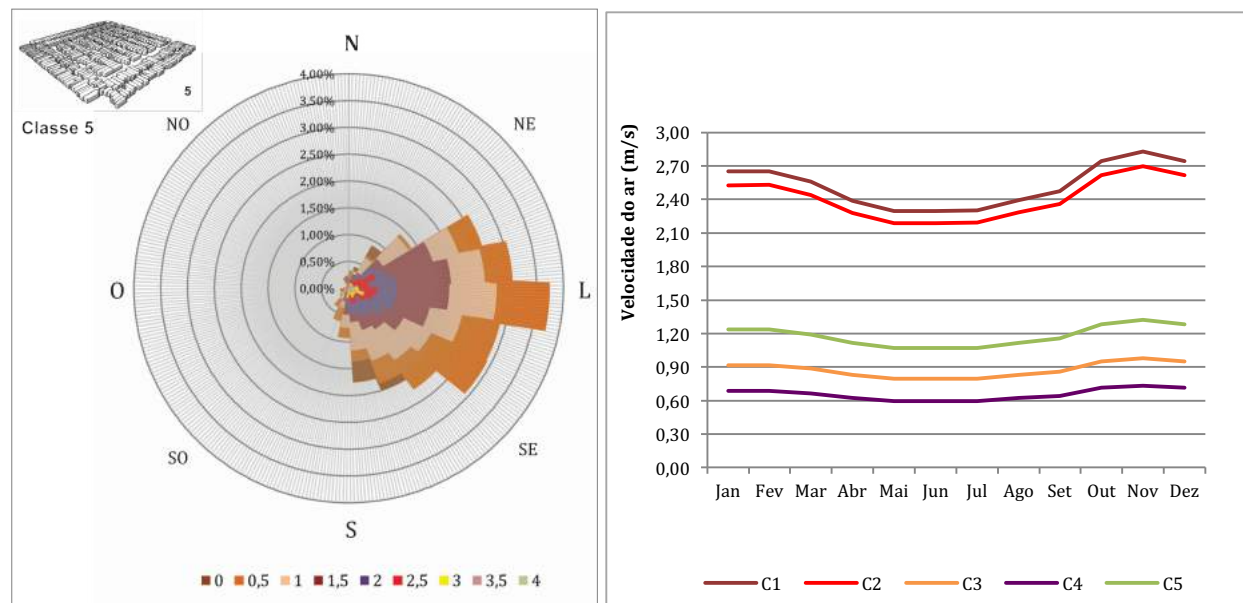 5
Classe 5
N
NO
NE
4,00%
3,50%
3,00%
2,50%
2,00%
1,50%
1,00%
0,50%
0,00%
O
L
SO
SE
S
0 0,5 1 1,5 2 2,5 3 3,5 4
Velocidade do ar (m/s)
3,00
2,70
2,40
2,10
1,80
1,50
1,20
0,90
0,60
0,30
0,00
Jan Fev Mar Abr Mai Jun Jul Ago Set Out Nov Dez
C1 C2 C3 C4 C5